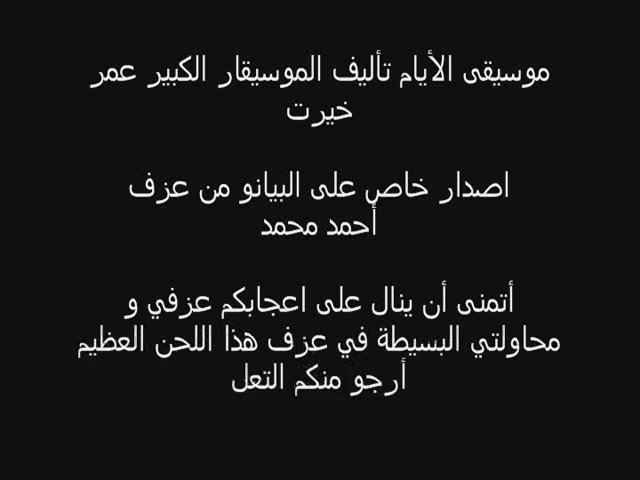 موسيقى الأيام تأليف الموسيقار الكبير عمر
خيرت
اصدار خاص على البيانو من عزف
أحمد محمد
أتمنى أن ينال على اعجابكم عزفي و
محاولتي البسيطة في عزف هذا اللحن العظيم
أرجو منكم التعل